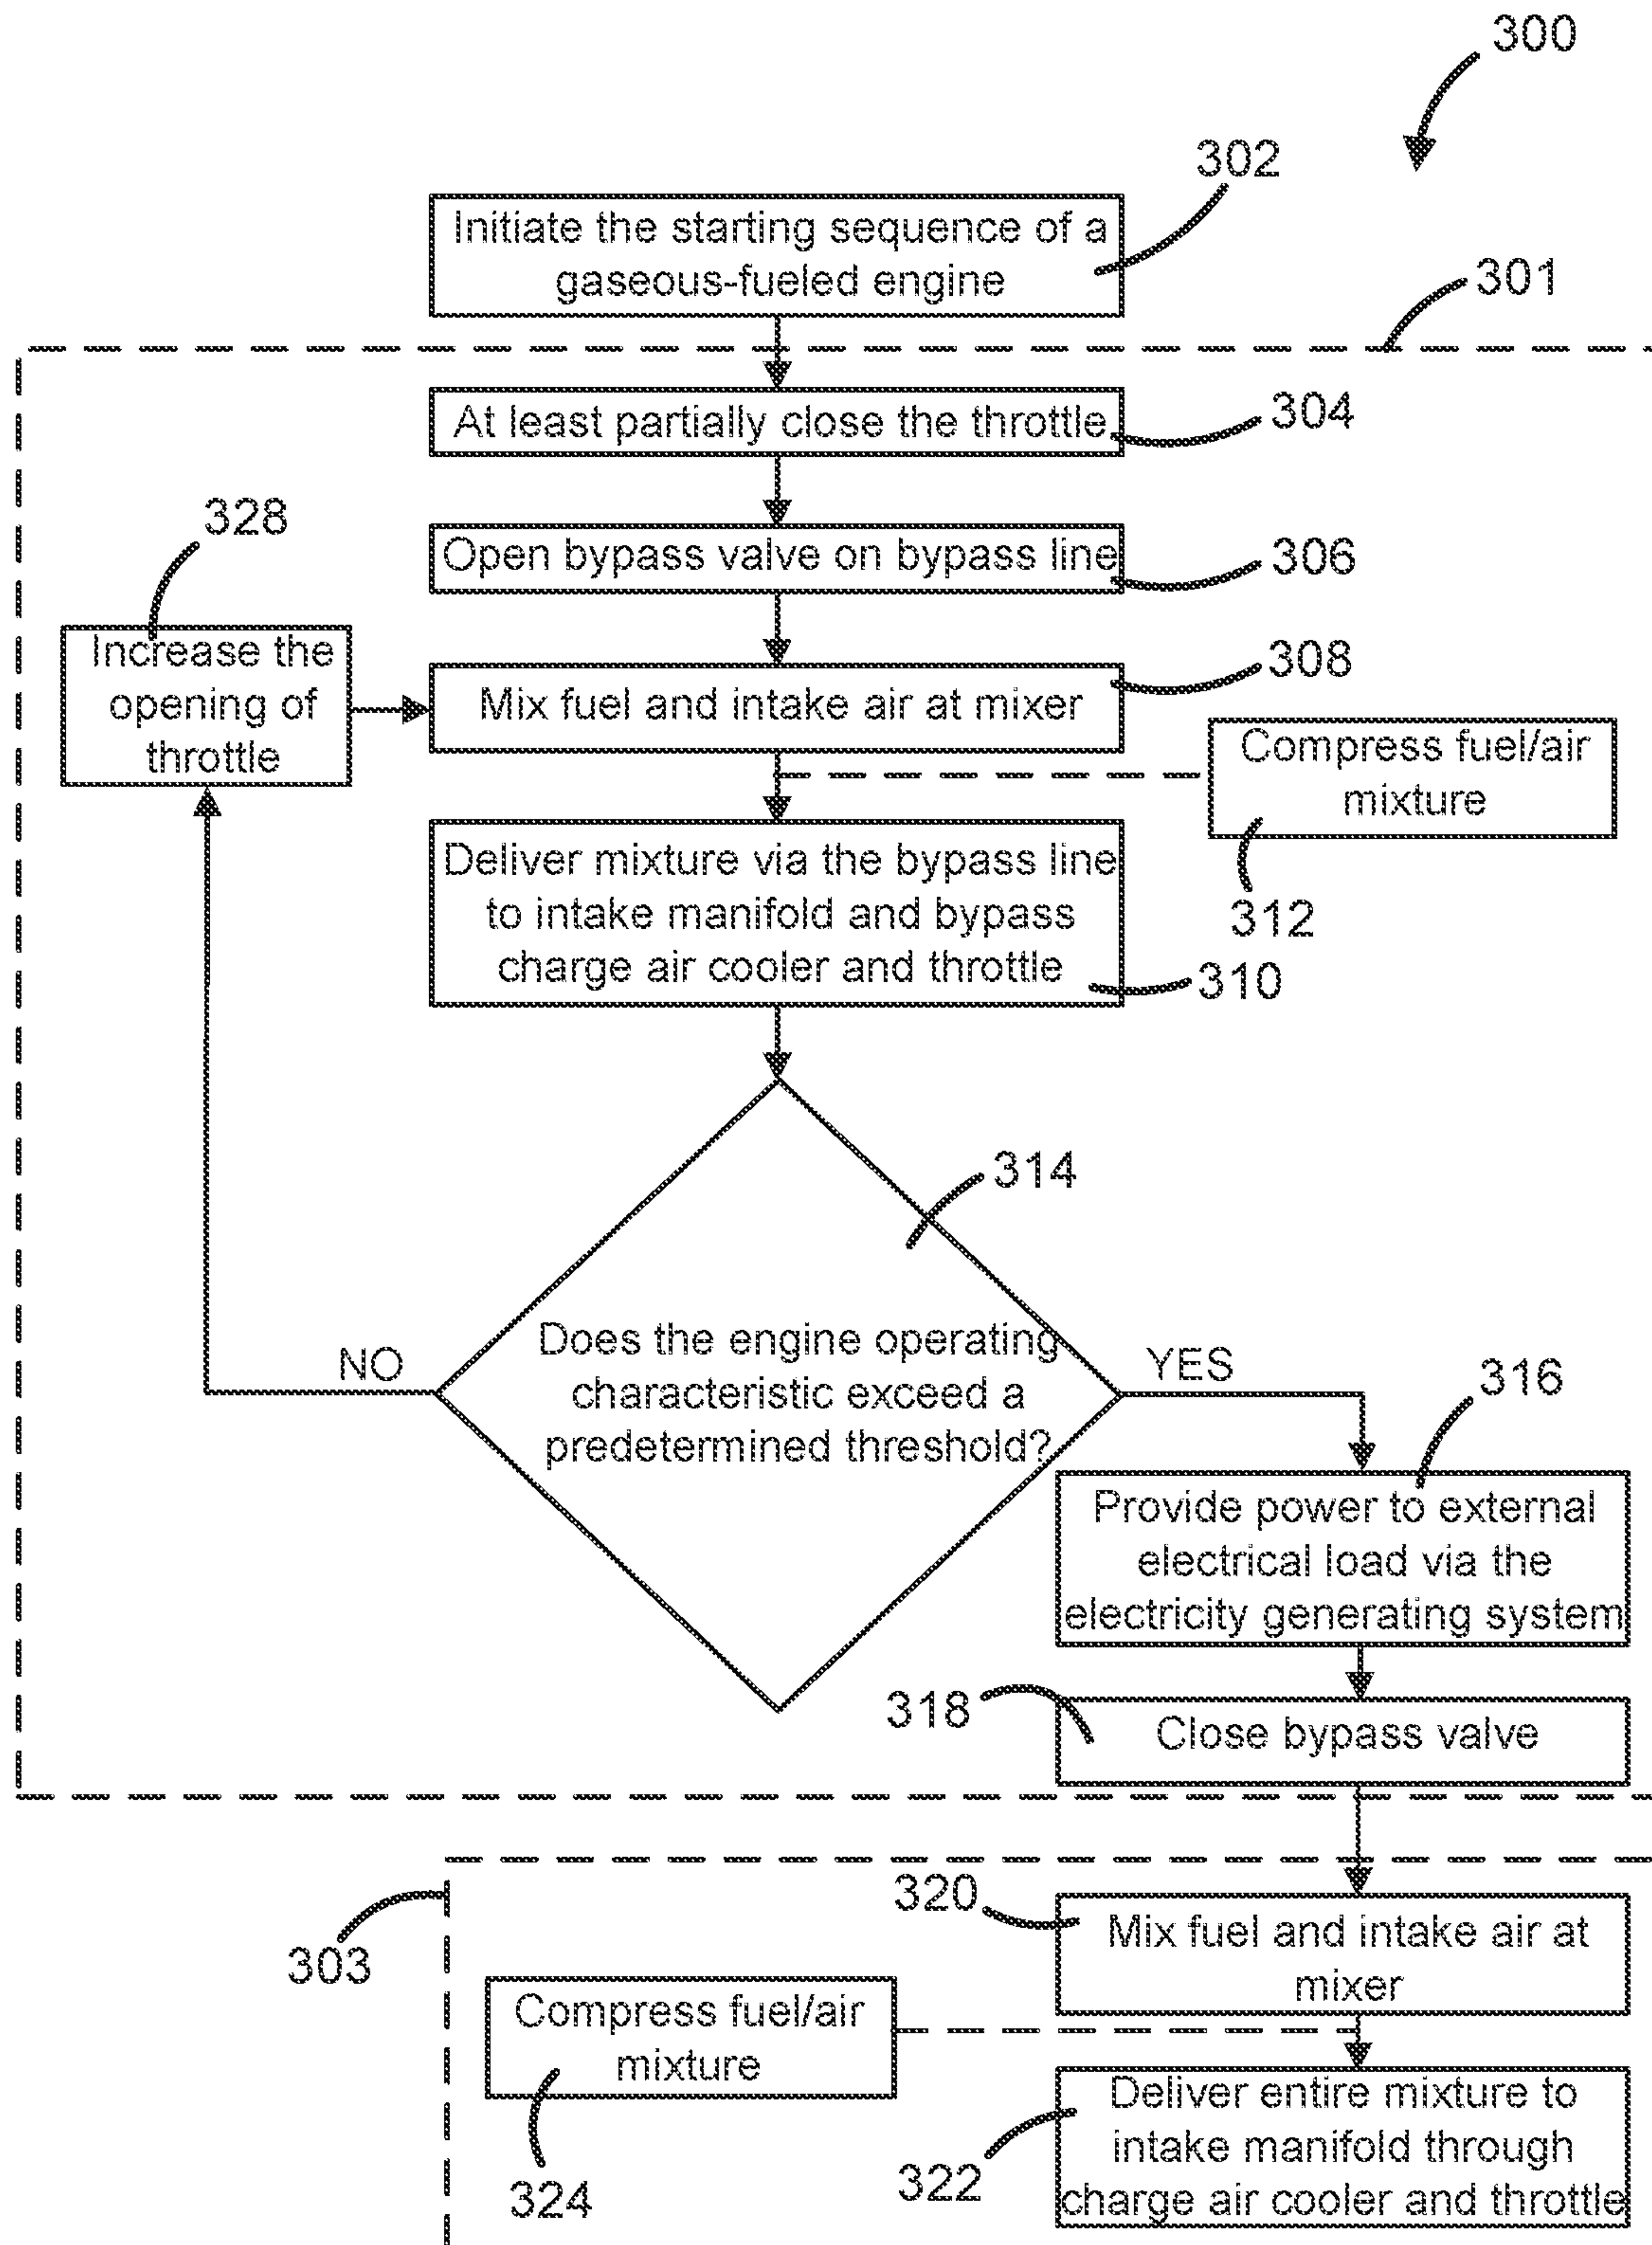 300
302
Initiate the starting sequence of a
gaseous-fueled engine
301
At least partially close the throttle
304
328
Open bypass valve on bypass line
306
Increase the
opening of
throttle
Mix fuel and intake air at mixer
308
Compress fuel/air
mixture
312
Deliver mixture via the bypass line
to intake manifold and bypass
charge air cooler and throttle
310
314
Does the engine operating
characteristic exceed a
predetermined threshold?
NO
YES
316
Provide power to external
electrical load via the
electricity generating system
318
Close bypass valve
320
303
Mix fuel and intake air at
mixer
Compress fuel/air
mixture
324
322
Deliver entire mixture to
intake manifold through
charge air cooler and throttle